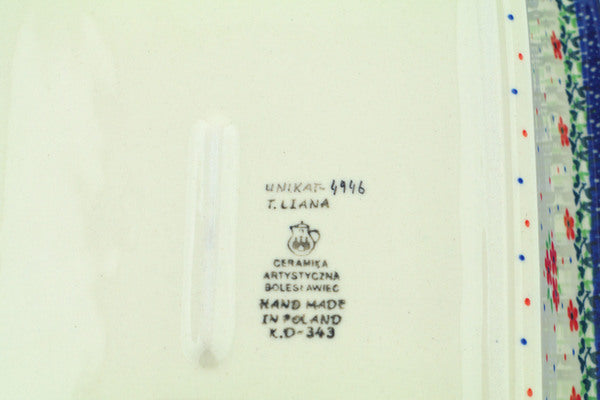 UNIKAT-4946
T. LIANA
CERAMIKA
ARTYSTYCZNA
BOLESŁAWIEC
HAND MADE
IN POLAND
K.D-343